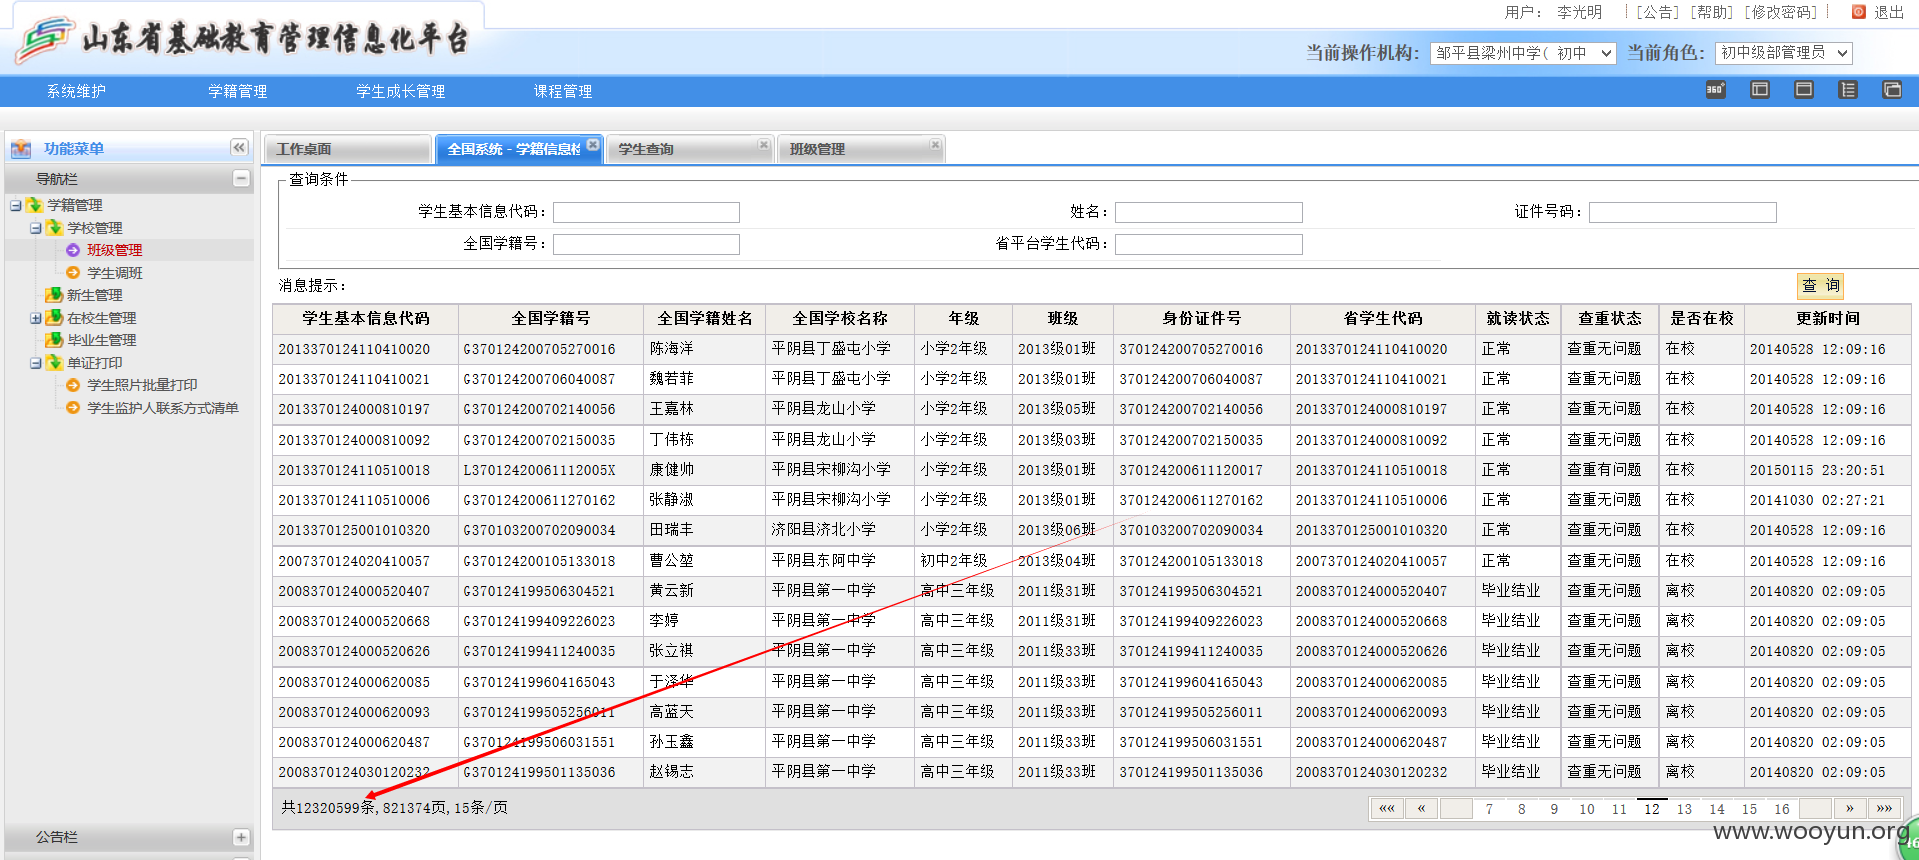 山东省基础教育管理信息化平台
用户： 李光明 [公告] [帮助] [修改密码] 退出
当前操作机构： 邹平县梁州中学( 初中 当前角色： 初中级部管理员
系统维护 学籍管理 学生成长管理 课程管理
功能菜单
导航栏
学籍管理
学校管理
班级管理
学生调班
新生管理
在校生管理
毕业生管理
单证打印
学生照片批量打印
学生监护人联系方式清单
公告栏
工作桌面 全国系统 - 学籍信息检 学生查询 班级管理
查询条件
学生基本信息代码： 姓名： 证件号码：
全国学籍号： 省平台学生代码：
消息提示： 查 询
学生基本信息代码 全国学籍号 全国学籍姓名 全国学校名称 年级 班级 身份证件号 省学生代码 就读状态 查重状态 是否在校 更新时间
2013370124110410020 G370124200705270016 陈海洋 平阴县丁盛屯小学 小学2年级 2013级01班 370124200705270016 2013370124110410020 正常 查重无问题 在校 20140528 12:09:16
2013370124110410021 G370124200706040087 魏若菲 平阴县丁盛屯小学 小学2年级 2013级01班 370124200706040087 2013370124110410021 正常 查重无问题 在校 20140528 12:09:16
2013370124000810197 G370124200702140056 王嘉林 平阴县龙山小学 小学2年级 2013级05班 370124200702140056 2013370124000810197 正常 查重无问题 在校 20140528 12:09:16
2013370124000810092 G370124200702150035 丁伟栋 平阴县龙山小学 小学2年级 2013级03班 370124200702150035 2013370124000810092 正常 查重无问题 在校 20140528 12:09:16
2013370124110510018 L37012420061112005X 康健帅 平阴县宋柳沟小学 小学2年级 2013级01班 370124200611120017 2013370124110510018 正常 查重有问题 在校 20150115 23:20:51
2013370124110510006 G370124200611270162 张静淑 平阴县宋柳沟小学 小学2年级 2013级01班 370124200611270162 2013370124110510006 正常 查重无问题 在校 20141030 02:27:21
2013370125001010320 G370103200702090034 田瑞丰 济阳县济北小学 小学2年级 2013级06班 370103200702090034 2013370125001010320 正常 查重无问题 在校 20140528 12:09:16
2007370124020410057 G370124200105133018 曹公堃 平阴县东阿中学 初中2年级 2013级04班 370124200105133018 2007370124020410057 正常 查重无问题 在校 20140528 12:09:16
2008370124000520407 G370124199506304521 黄云新 平阴县第一中学 高中三年级 2011级31班 370124199506304521 2008370124000520407 毕业结业 查重无问题 离校 20140820 02:09:05
2008370124000520668 G370124199409226023 李婷 平阴县第一中学 高中三年级 2011级31班 370124199409226023 2008370124000520668 毕业结业 查重无问题 离校 20140820 02:09:05
2008370124000520626 G370124199411240035 张立祺 平阴县第一中学 高中三年级 2011级33班 370124199411240035 2008370124000520626 毕业结业 查重无问题 离校 20140820 02:09:05
2008370124000620085 G370124199604165043 于泽华 平阴县第一中学 高中三年级 2011级33班 370124199604165043 2008370124000620085 毕业结业 查重无问题 离校 20140820 02:09:05
2008370124000620093 G370124199505256011 高蓝天 平阴县第一中学 高中三年级 2011级33班 370124199505256011 2008370124000620093 毕业结业 查重无问题 离校 20140820 02:09:05
2008370124000620487 G370124199506031551 孙玉鑫 平阴县第一中学 高中三年级 2011级33班 370124199506031551 2008370124000620487 毕业结业 查重无问题 离校 20140820 02:09:05
2008370124030120232 G370124199501135036 赵锡志 平阴县第一中学 高中三年级 2011级33班 370124199501135036 2008370124030120232 毕业结业 查重无问题 离校 20140820 02:09:05
共12320599条,821374页,15条/页 «« « 7 8 9 10 11 12 13 14 15 16 » »»
www.wooyun.org